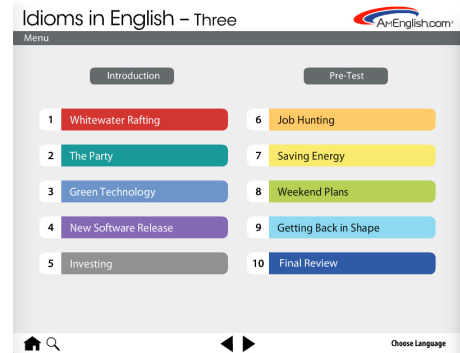 Idioms in English – Three
AMEnglish.com®
Menu
Introduction
Pre-Test
1 Whitewater Rafting
2 The Party
3 Green Technology
4 New Software Release
5 Investing
6 Job Hunting
7 Saving Energy
8 Weekend Plans
9 Getting Back in Shape
10 Final Review
Choose Language